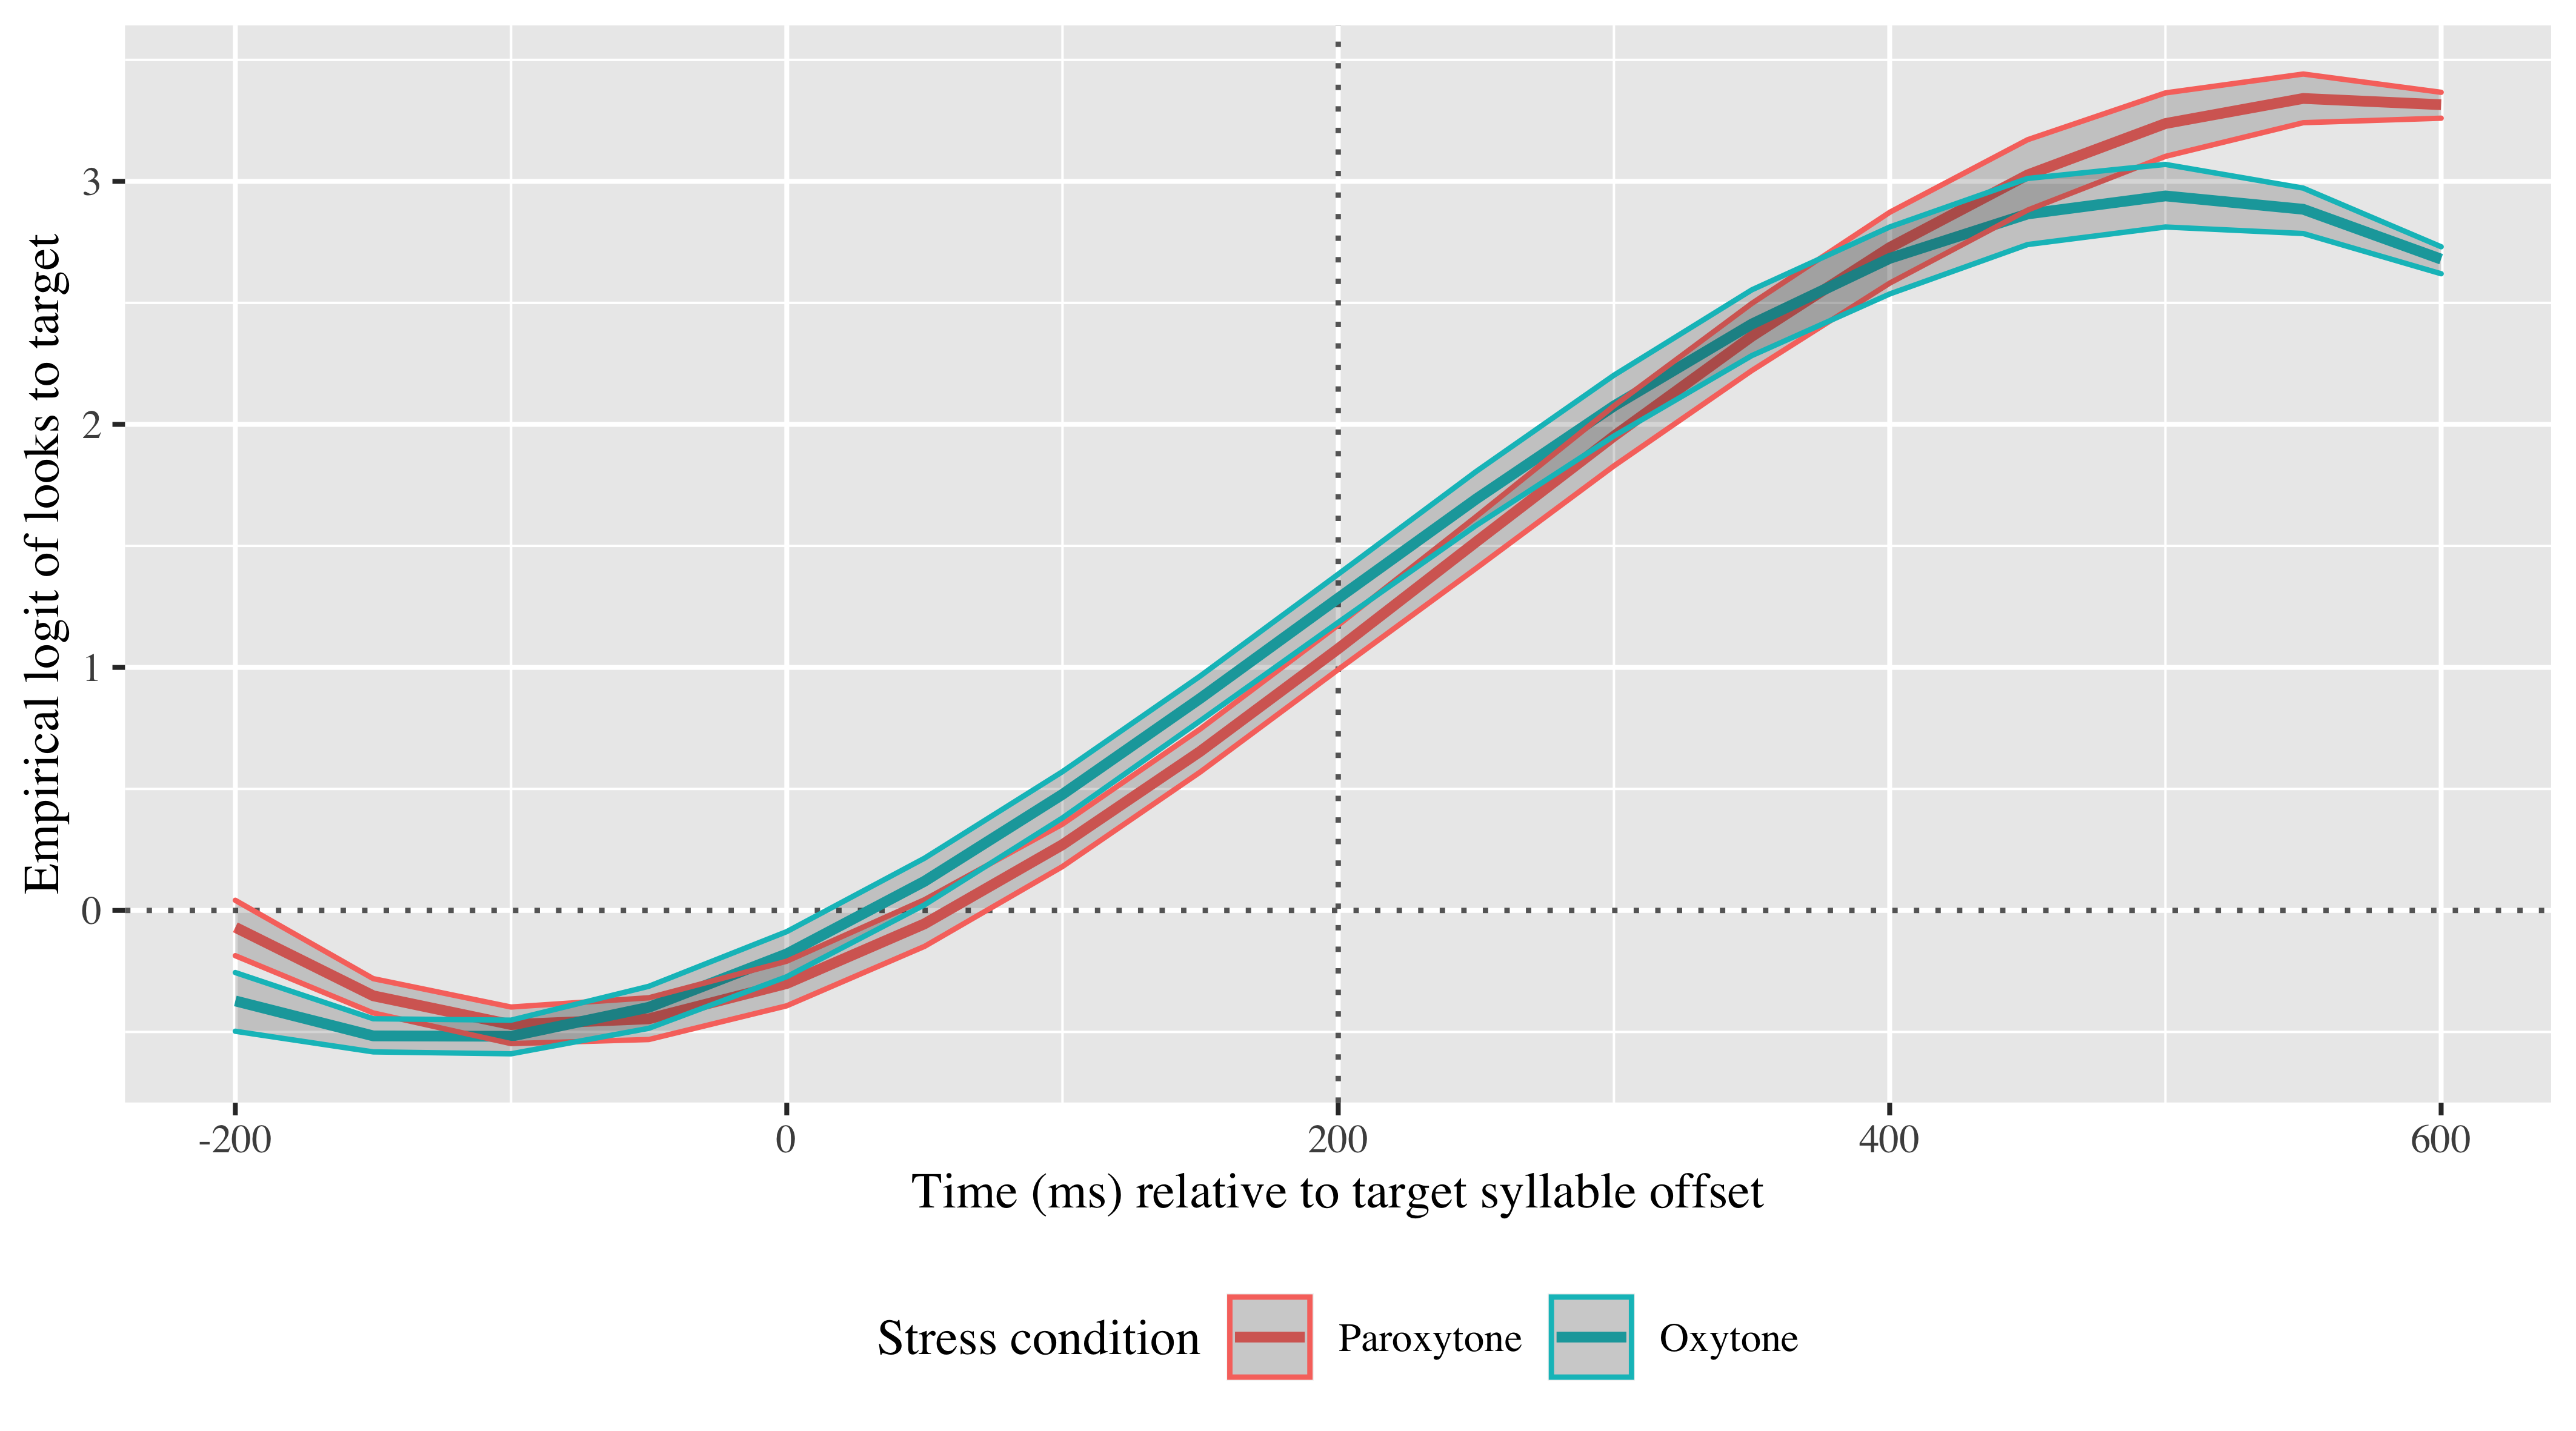 Empirical logit of looks to target
3
2
1
0
-200 0 200 400 600
Time (ms) relative to target syllable offset
Stress condition Paroxytone Oxytone